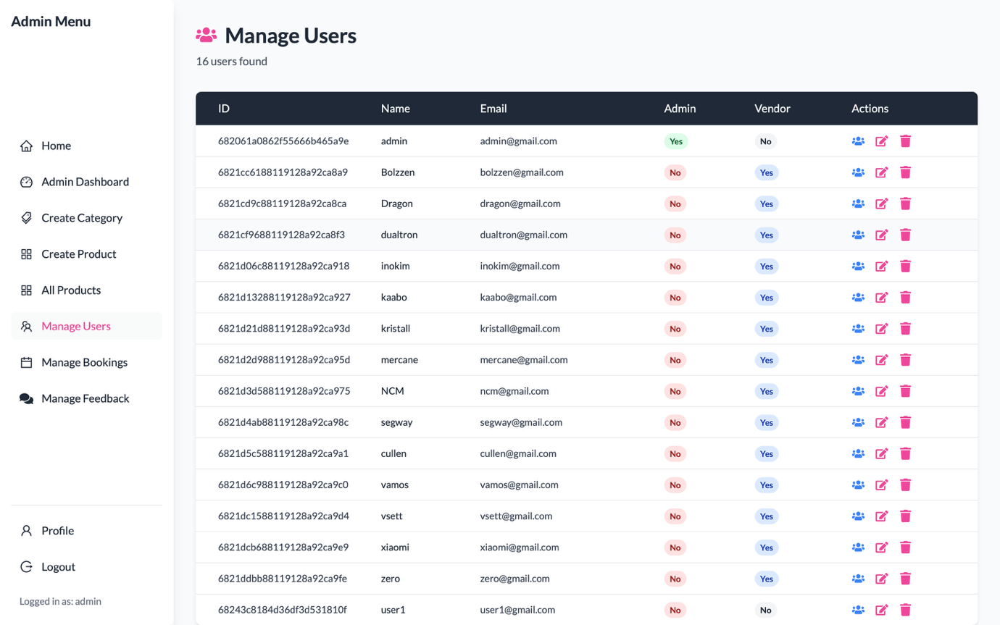 Admin Menu
Home
Admin Dashboard
Create Category
Create Product
All Products
Manage Users
Manage Bookings
Manage Feedback
Profile
Logout
Logged in as: admin
Manage Users
16 users found
ID Name Email Admin Vendor Actions
682061a0862f55666b465a9e admin admin@gmail.com Yes No
6821cc6188119128a92ca8a9 Bolzzen bolzzen@gmail.com No Yes
6821cd9c88119128a92ca8ca Dragon dragon@gmail.com No Yes
6821cf9688119128a92ca8f3 dualtron dualtron@gmail.com No Yes
6821d06c88119128a92ca918 inokim inokim@gmail.com No Yes
6821d13288119128a92ca927 kaabo kaabo@gmail.com No Yes
6821d21d88119128a92ca93d kristall kristall@gmail.com No Yes
6821d2d988119128a92ca95d mercane mercane@gmail.com No Yes
6821d3d588119128a92ca975 NCM ncm@gmail.com No Yes
6821d4ab88119128a92ca98c segway segway@gmail.com No Yes
6821d5c588119128a92ca9a1 cullen cullen@gmail.com No Yes
6821d6c988119128a92ca9c0 vamos vamos@gmail.com No Yes
6821dc1588119128a92ca9d4 vsett vsett@gmail.com No Yes
6821dcb688119128a92ca9e9 xiaomi xiaomi@gmail.com No Yes
6821ddbb88119128a92ca9fe zero zero@gmail.com No Yes
68243c8184d36df3d531810f user1 user1@gmail.com No No